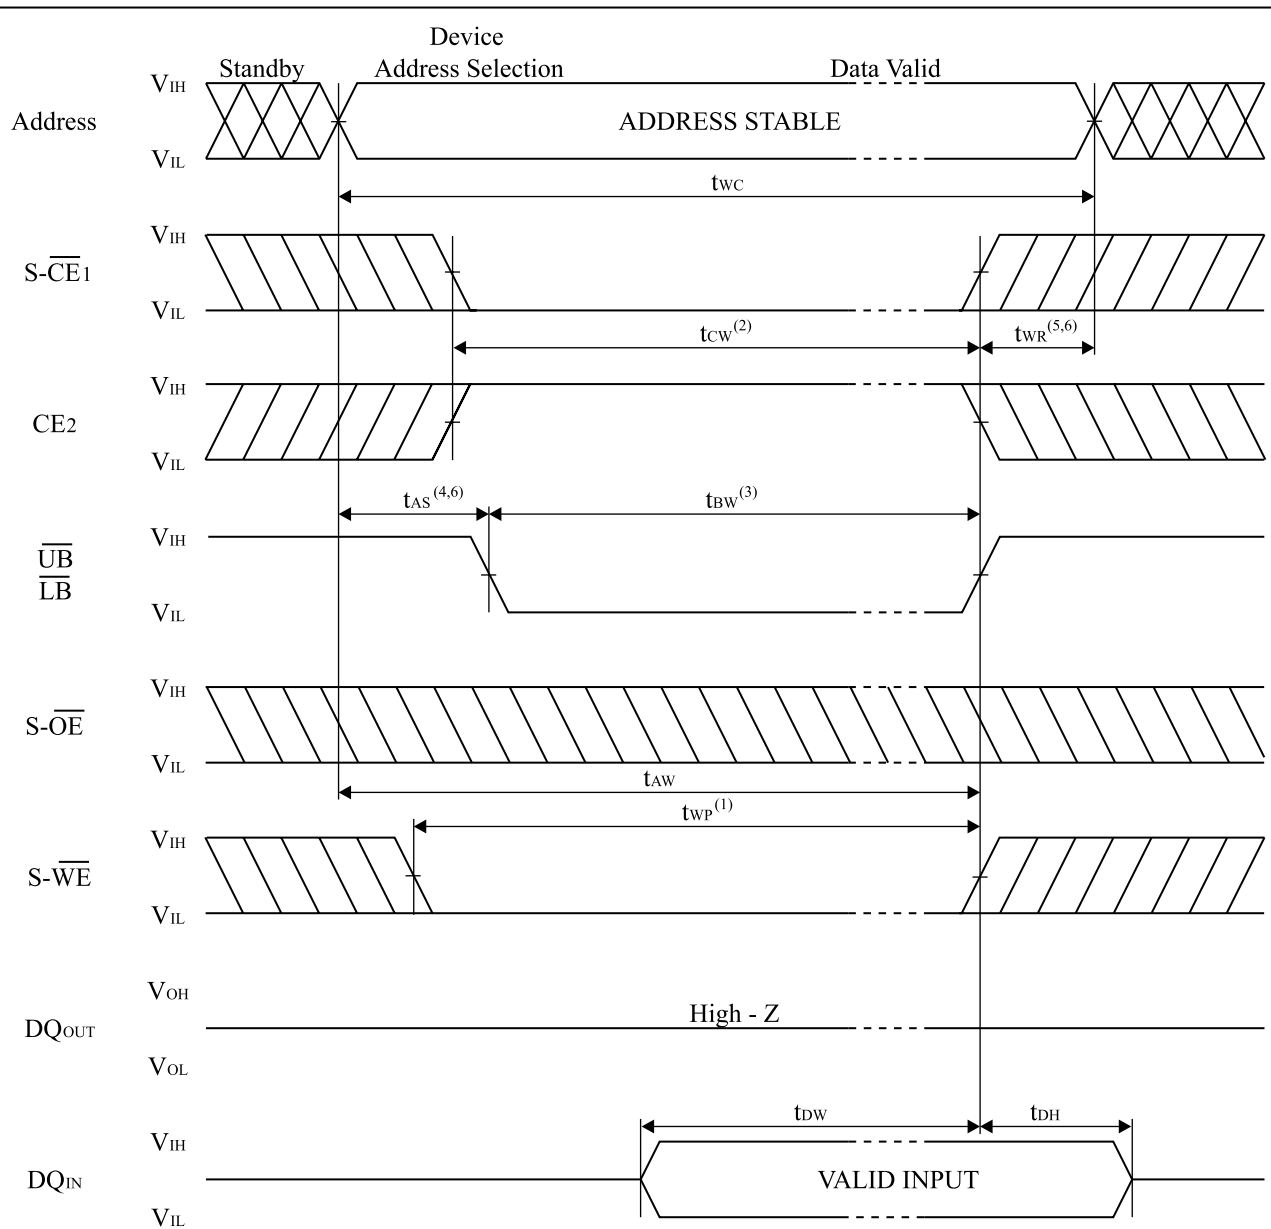 Device
Standby Address Selection Data Valid
VIH
Address ADDRESS STABLE
VIL
tWC
VIH
S-CE1
VIL
tCW(2) tWR(5,6)
VIH
CE2
VIL
tAS(4,6) tBW(3)
VIH
UB
LB
VIL
VIH
S-OE
VIL
tAW
tWP(1)
VIH
S-WE
VIL
VOH
High - Z
DQOUT
VOL
tDW tDH
VIH
DQIN VALID INPUT
VIL